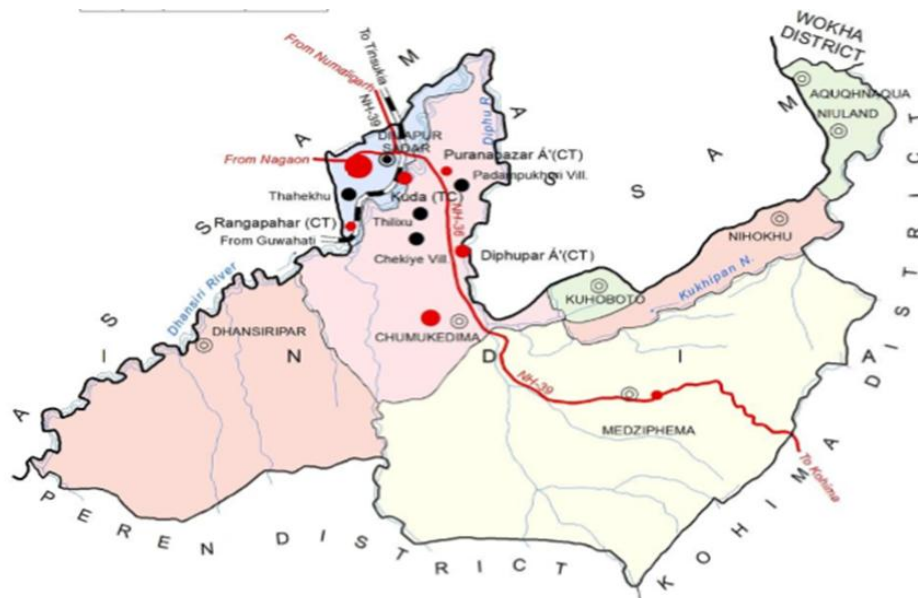 WOKHA
DISTRICT
From Numaligarh
To Tinsukia
NH-39
AQUQHNAQUA
NIULAND
DIMAPUR
SADAR
From Nagaon
Diphu R
Puranabazar Á'(CT)
Padampukhuri Vill.
Thahekhu
Kuda (TC)
Thilixu
NH-36
Rangapahar (CT)
From Guwahati
Chekiye Vill.
Diphupar Á'(CT)
NIHOKHU
Kukhipan N.
KUHOBOTO
Dhansiri River
DHANSIRIPAR
CHUMUKEDIMA
NH-39
MEDZIPHEMA
To Kohima
A S S A M
A S S A M
I N D I A
PEREN DISTRICT
KOHIMA DISTRICT